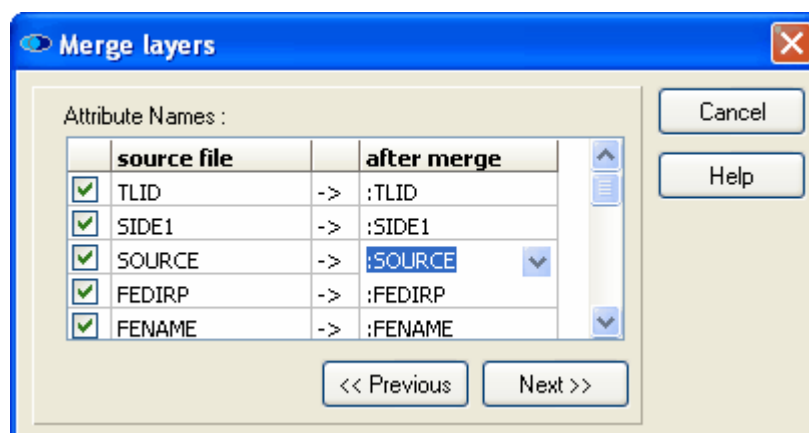 Merge layers
Attribute Names :
Cancel
Help
source file after merge
TLID -> :TLID
SIDE1 -> :SIDE1
SOURCE -> :SOURCE
FEDIRP -> :FEDIRP
FENAME -> :FENAME
<< Previous Next >>